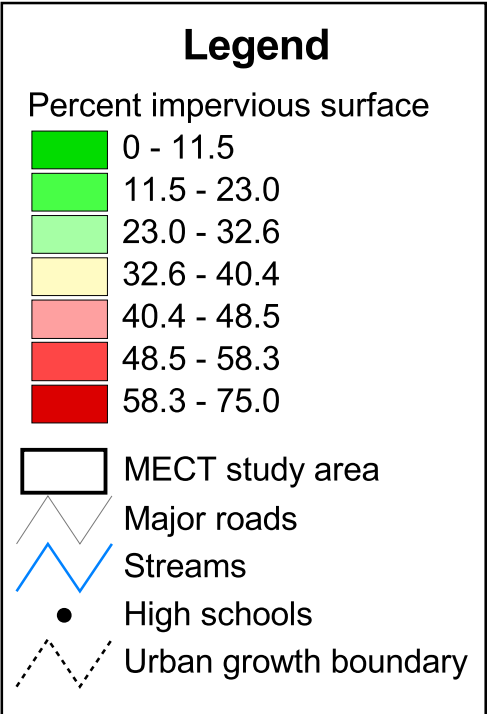 Legend
Percent impervious surface
0 - 11.5
11.5 - 23.0
23.0 - 32.6
32.6 - 40.4
40.4 - 48.5
48.5 - 58.3
58.3 - 75.0
MECT study area
Major roads
Streams
High schools
Urban growth boundary